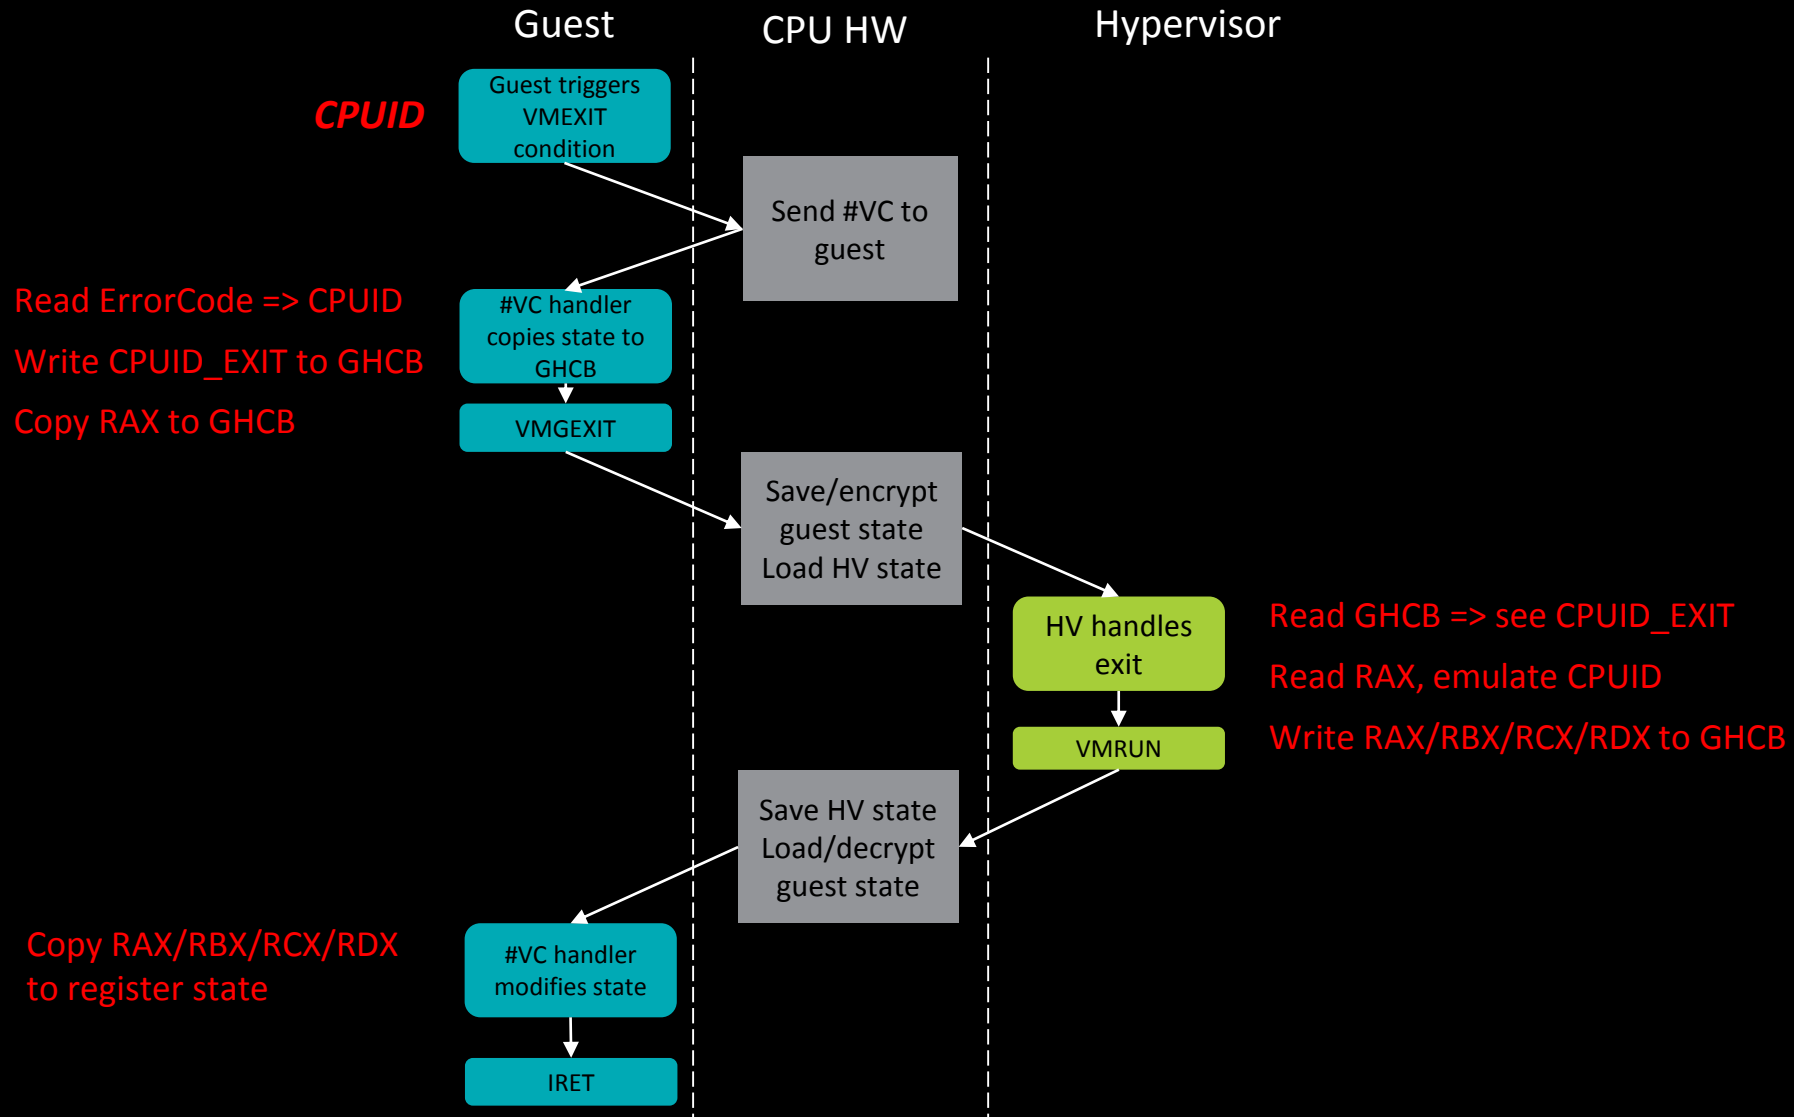 Guest
CPU HW
Hypervisor
CPUID
Guest triggers
VMEXIT
condition
Send #VC to
guest
Read ErrorCode => CPUID
Write CPUID_EXIT to GHCB
Copy RAX to GHCB
#VC handler
copies state to
GHCB
VMGEXIT
Save/encrypt
guest state
Load HV state
HV handles
exit
Read GHCB => see CPUID_EXIT
Read RAX, emulate CPUID
Write RAX/RBX/RCX/RDX to GHCB
VMRUN
Save HV state
Load/decrypt
guest state
Copy RAX/RBX/RCX/RDX
to register state
#VC handler
modifies state
IRET